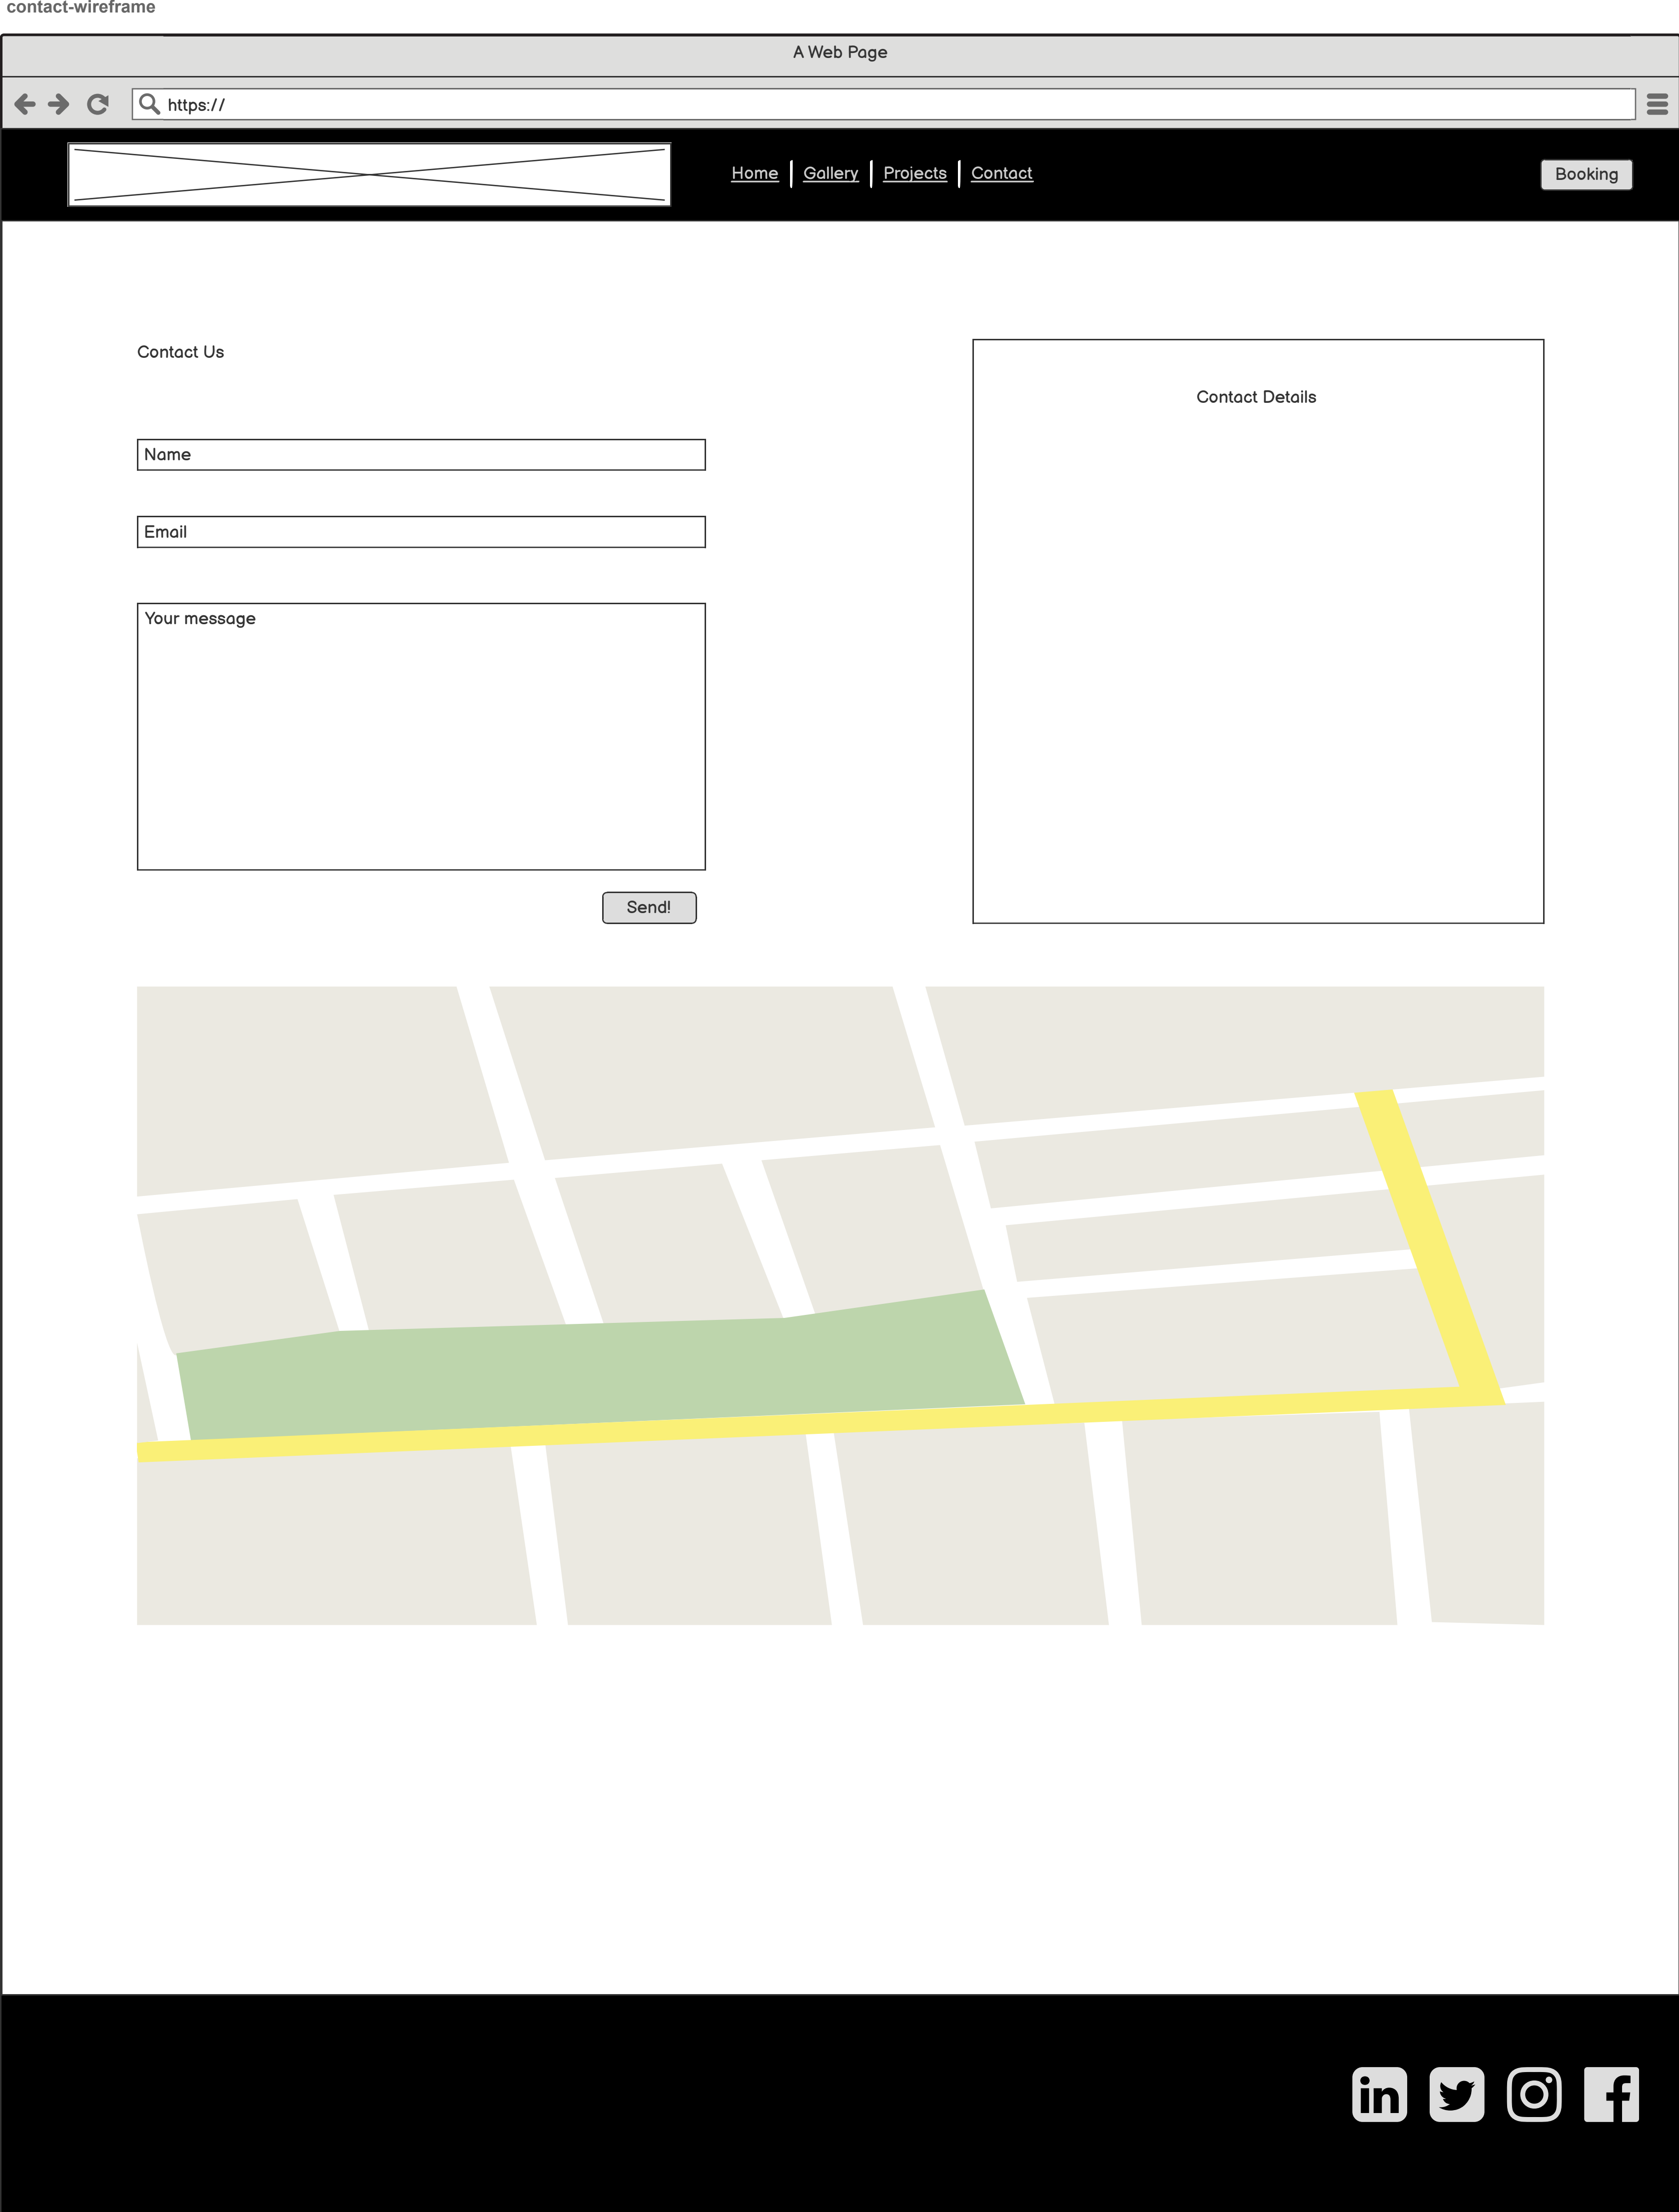 contact-wireframe
A Web Page
https://
Home Gallery Projects Contact Booking
Contact Us
Contact Details
Name
Email
Your message
Send!
in f